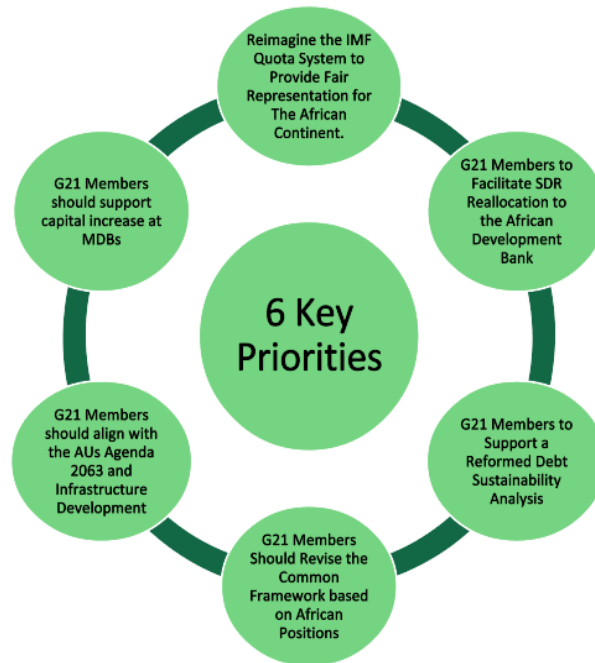 Reimagine the IMF
Quota System to
Provide Fair
Representation for
The African
Continent.
G21 Members to
Facilitate SDR
Reallocation to
the African
Development
Bank
G21 Members to
Support a
Reformed Debt
Sustainability
Analysis
G21 Members
Should Revise the
Common
Framework based
on African
Positions
G21 Members
should align with
the AUs Agenda
2063 and
Infrastructure
Development
G21 Members
should support
capital increase at
MDBs
6 Key
Priorities